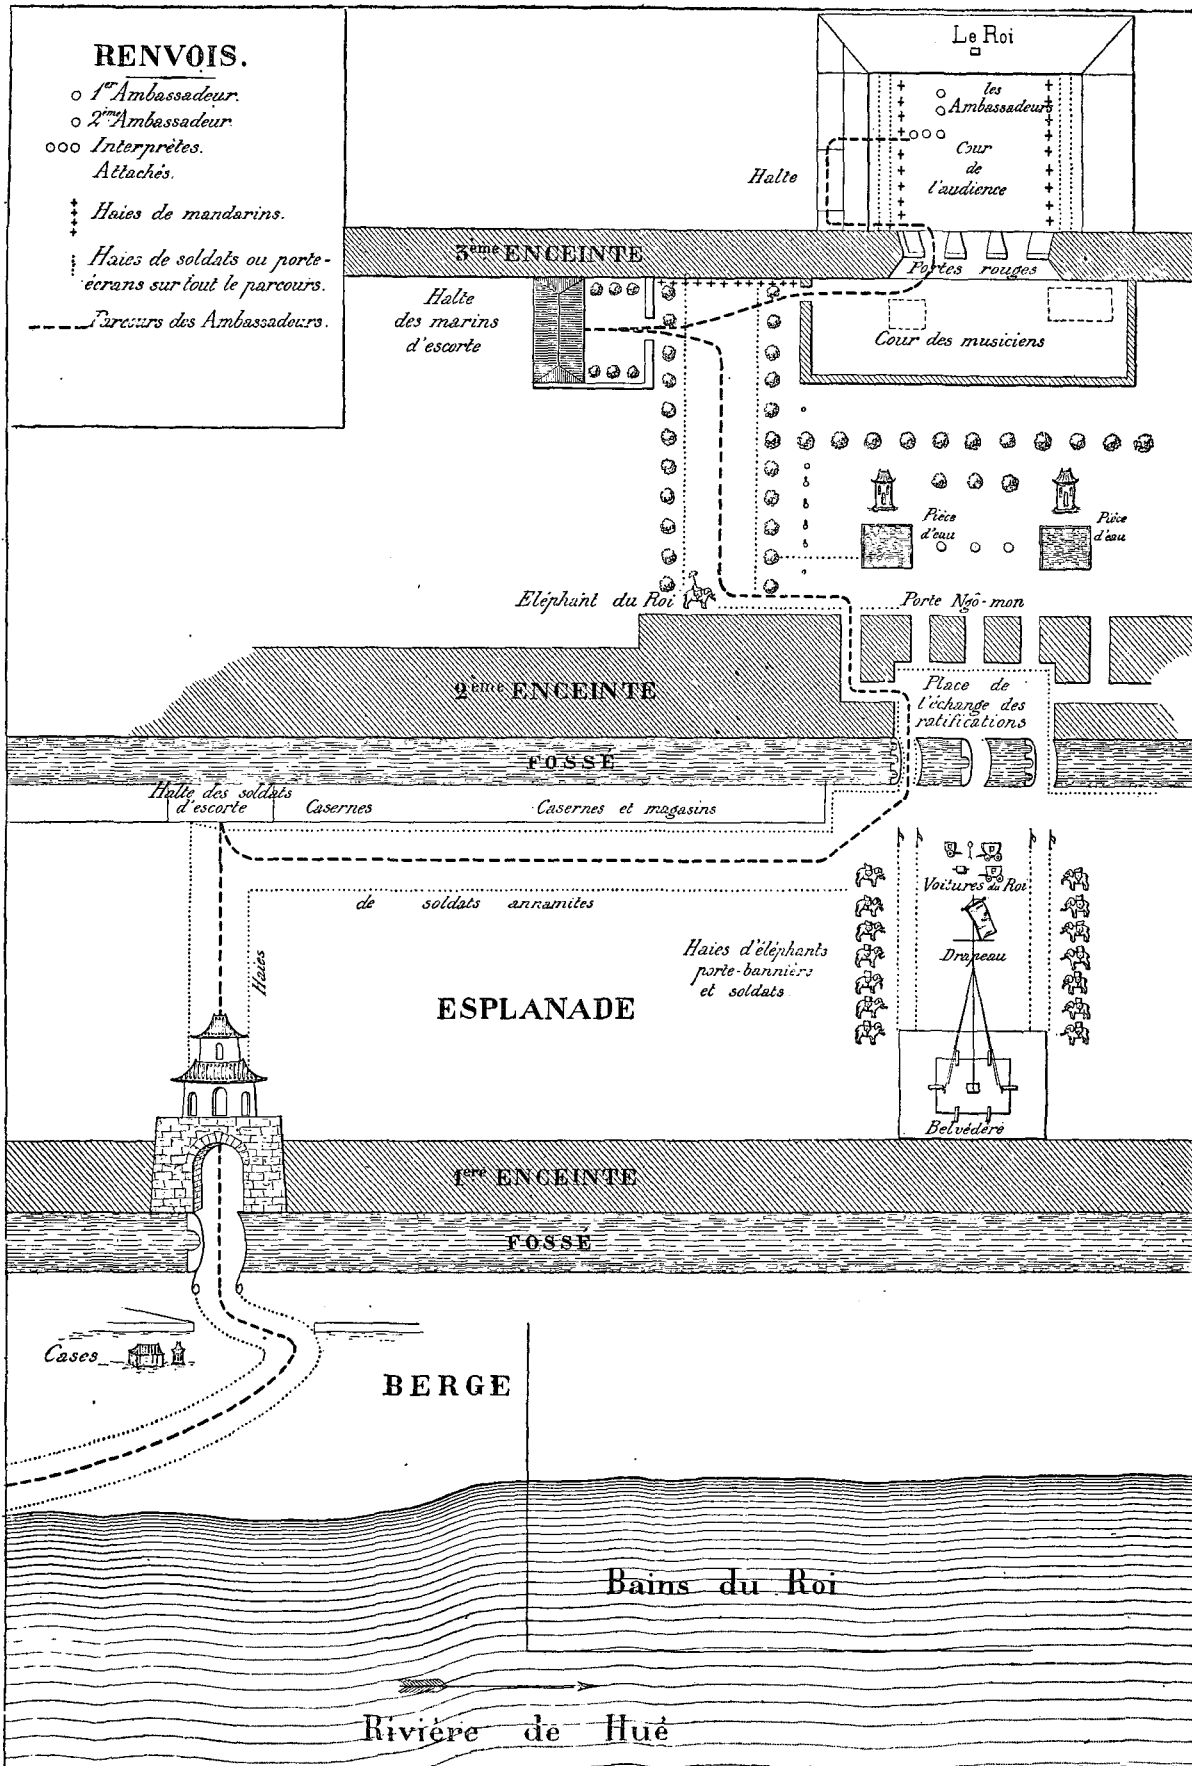 RENVOIS.
1er Ambassadeur.
2ème Ambassadeur
Interprètes.
Attachés.
Haies de mandarins.
Haies de soldats ou porte-
écrans sur tout le parcours.
Parcours des Ambassadeurs.
Le Roi
les
Ambassadeurs
Cour
de
l'audience
Halte
3ème ENCEINTE
Portes rouges
Halte
des marins
d'escorte
Cour des musiciens
Pièce
d'eau
Pièce
d'eau
Eléphant du Roi
Porte Ngô-mon
2ème ENCEINTE
Place de
l'échange des
ratifications
FOSSÉ
Halte des soldats
d'escorte
Casernes
Casernes et magasins
Voitures du Roi
de soldats annamites
Haies
Haies d'éléphants
porte-bannière
et soldats
Drapeau
ESPLANADE
Belvédère
1ère ENCEINTE
FOSSÉ
Cases
BERGE
Bains du Roi
Rivière de Hué